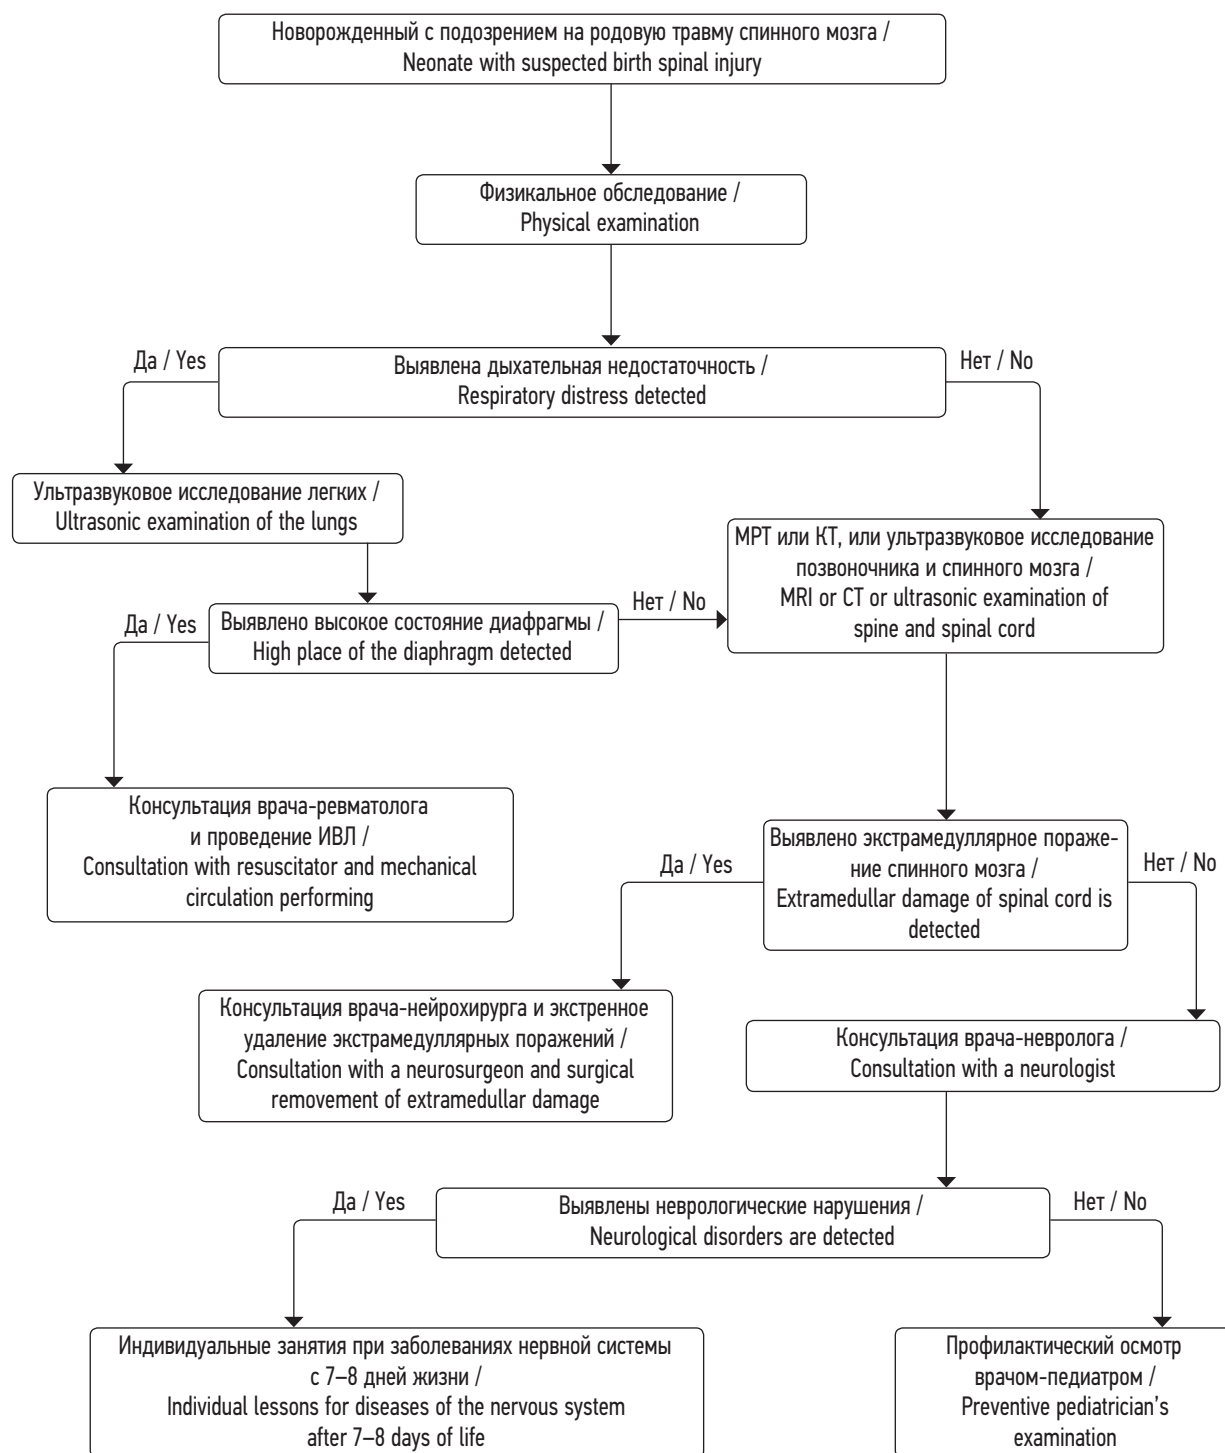 Новорожденный с подозрением на родовую травму спинного мозга /
Neonate with suspected birth spinal injury
Физикальное обследование /
Physical examination
Да / Yes
Выявлена дыхательная недостаточность /
Respiratory distress detected
Нет / No
Ультразвуковое исследование легких /
Ultrasonic examination of the lungs
МРТ или КТ, или ультразвуковое исследование
позвоночника и спинного мозга /
MRI or CT or ultrasonic examination of
spine and spinal cord
Да / Yes
Выявлено высокое состояние диафрагмы /
High place of the diaphragm detected
Нет / No
Консультация врача-ревматолога
и проведение ИВЛ /
Consultation with resuscitator and mechanical
circulation performing
Да / Yes
Выявлено экстрамедуллярное пораже-
ние спинного мозга /
Extramedullar damage of spinal cord is
detected
Нет / No
Консультация врача-нейрохирурга и экстренное
удаление экстрамедуллярных поражений /
Consultation with a neurosurgeon and surgical
removement of extramedullar damage
Консультация врача-невролога /
Consultation with a neurologist
Да / Yes
Выявлены неврологические нарушения /
Neurological disorders are detected
Нет / No
Индивидуальные занятия при заболеваниях нервной системы
с 7–8 дней жизни /
Individual lessons for diseases of the nervous system
after 7–8 days of life
Профилактический осмотр
врачом-педиатром /
Preventive pediatrician's
examination